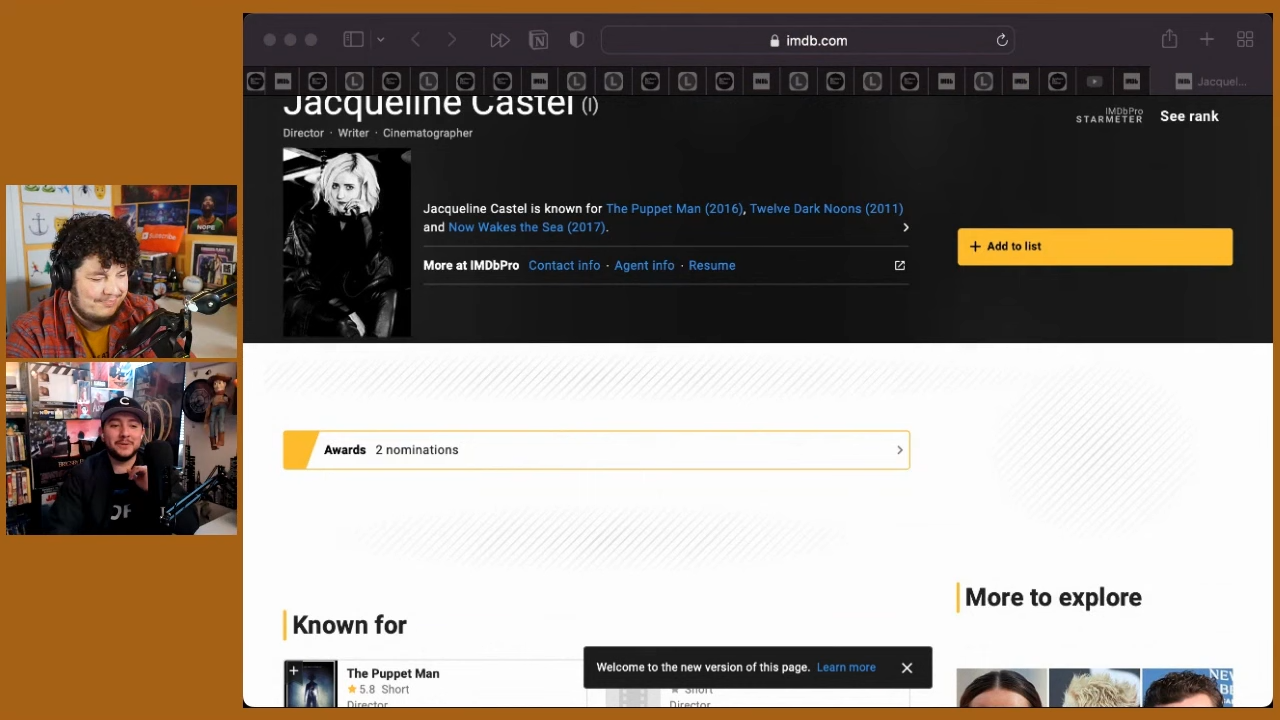 imdb.com
Jacquel...
Jacqueline Castel (I)
Director · Writer · Cinematographer
IMDbPro
STARMETER
See rank
Jacqueline Castel is known for The Puppet Man (2016), Twelve Dark Noons (2011)
and Now Wakes the Sea (2017).
More at IMDbPro Contact info · Agent info · Resume
+ Add to list
Awards 2 nominations
Known for
More to explore
The Puppet Man
5.8 Short
Director
Short
Director
Welcome to the new version of this page. Learn more
NOPE